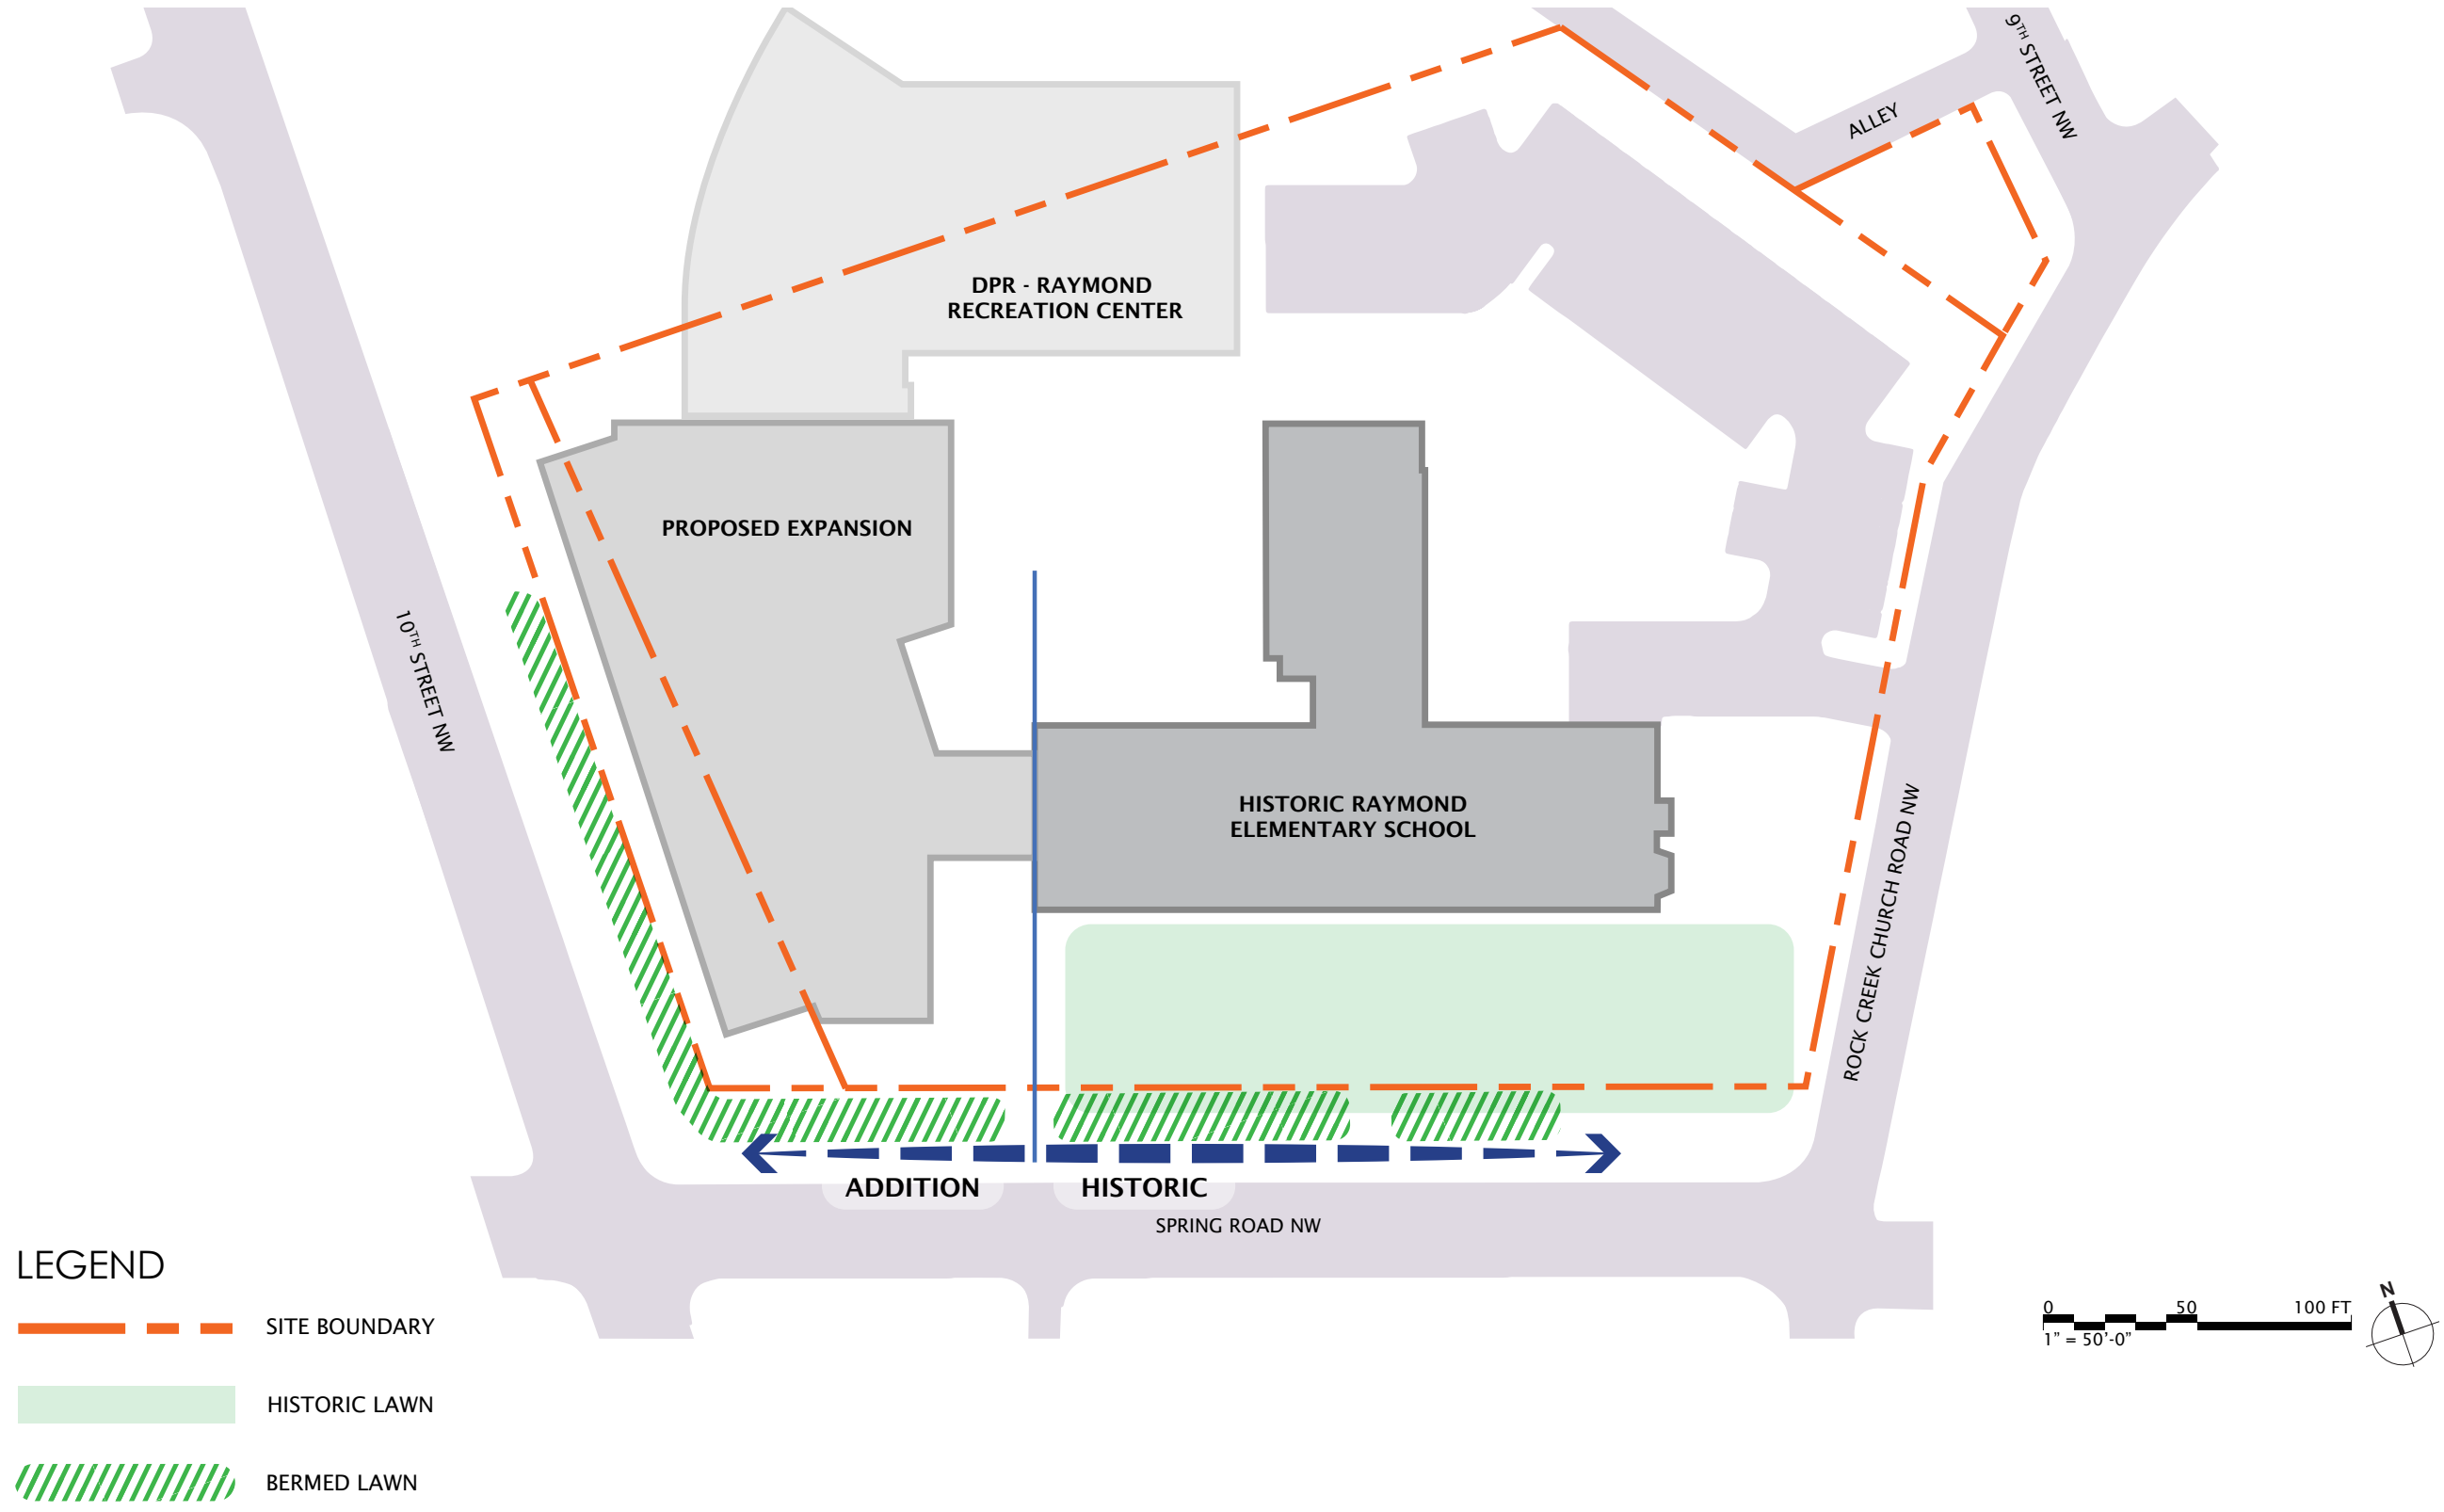 9TH STREET NW
ALLEY
DPR - RAYMOND
RECREATION CENTER
PROPOSED EXPANSION
10TH STREET NW
HISTORIC RAYMOND
ELEMENTARY SCHOOL
ROCK CREEK CHURCH ROAD NW
ADDITION
HISTORIC
SPRING ROAD NW
LEGEND
SITE BOUNDARY
HISTORIC LAWN
BERMED LAWN
0 50 100 FT
1” = 50’-0”
N